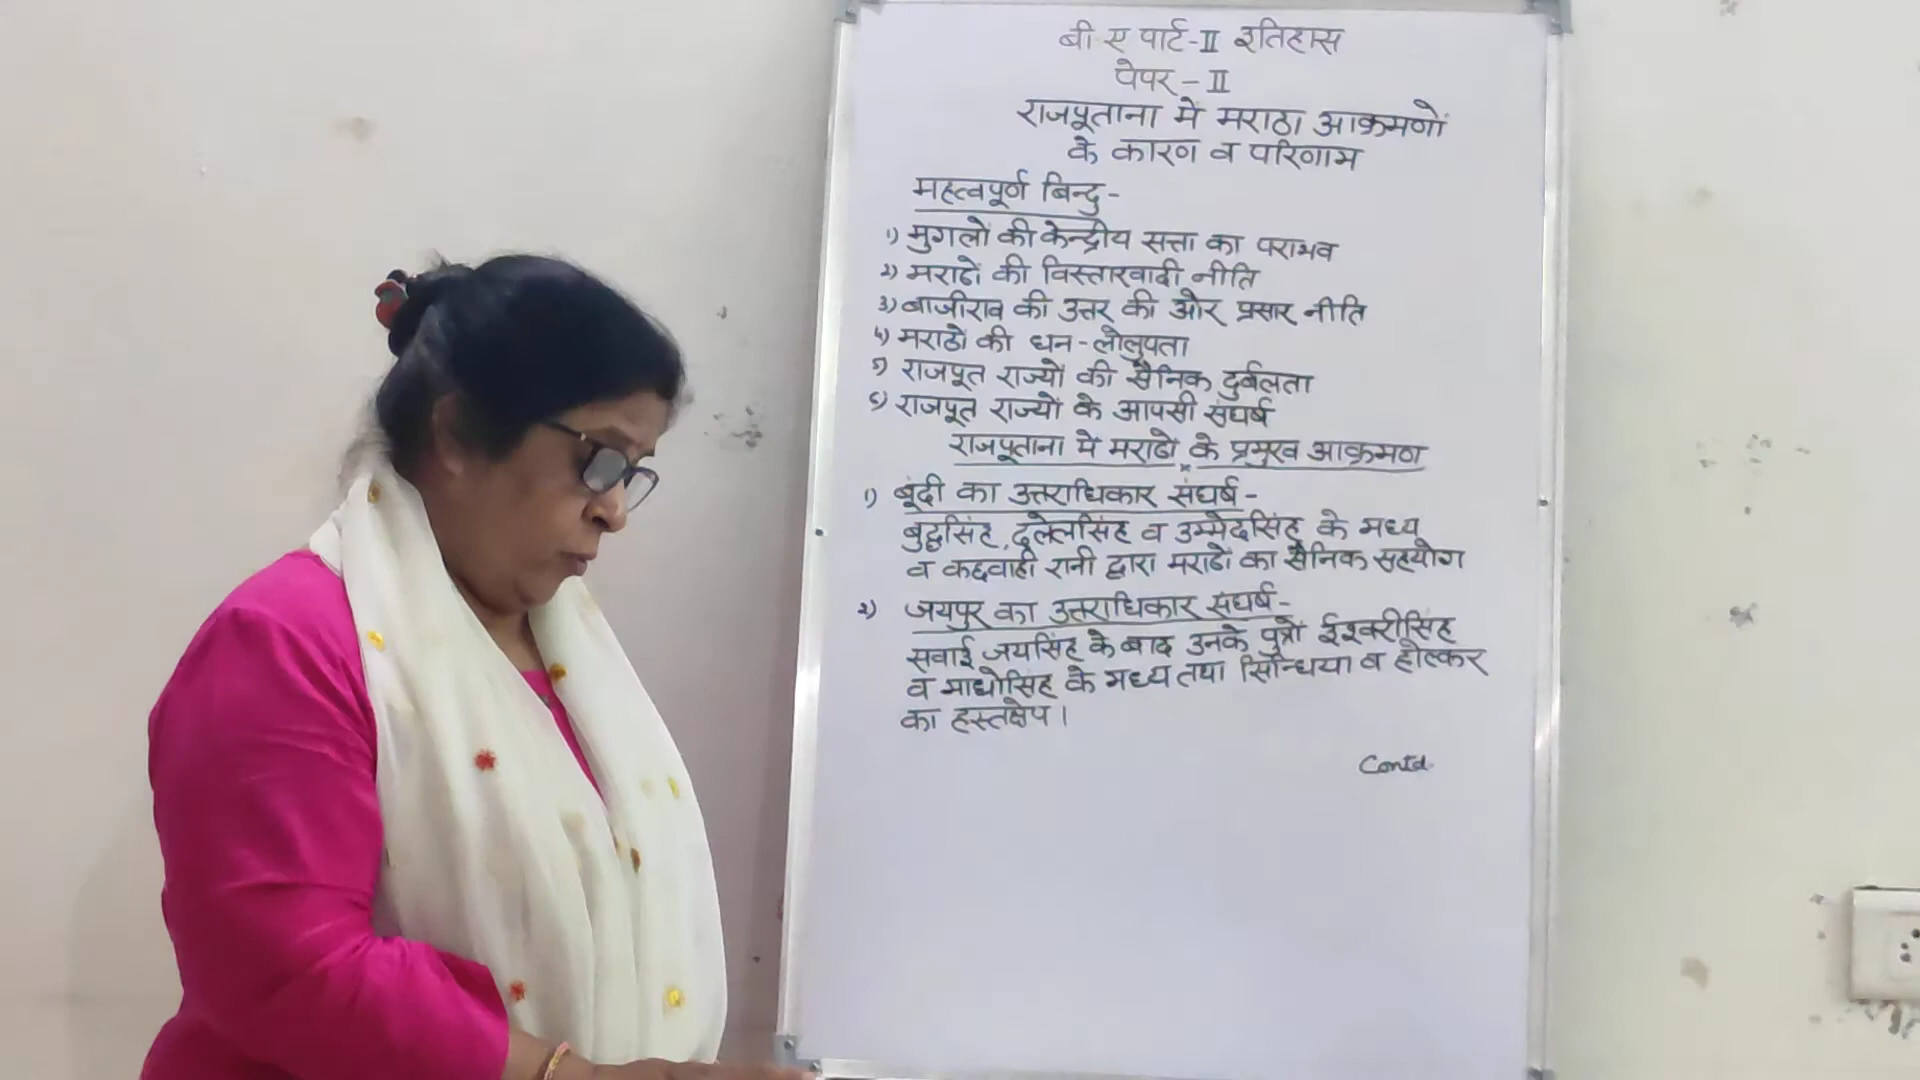 बी ए पार्ट-II इतिहास
पेपर - II
राजपूताना में मराठा आक्रमणों
के कारण व परिणाम
महत्वपूर्ण बिन्दु-
1) मुगलों की केन्द्रीय सत्ता का पराभव
2) मराठों की विस्तारवादी नीति
3) बाजीराव की उत्तर की ओर प्रसार नीति
4) मराठों की धन-लोलुपता
5) राजपूत राज्यों की सैनिक दुर्बलता
6) राजपूत राज्यों के आपसी संघर्ष
राजपूताना में मराठों के प्रमुख आक्रमण
1) बूंदी का उत्तराधिकार संघर्ष-
बुद्धसिंह, दलेलसिंह व उम्मेदसिंह के मध्य
व कछवाही रानी द्वारा मराठों का सैनिक सहयोग
2) जयपुर का उत्तराधिकार संघर्ष-
सवाई जयसिंह के बाद उनके पुत्रों ईश्वरीसिंह
व माधोसिंह के मध्य तथा सिन्धिया व होल्कर
का हस्तक्षेप।
Contd.